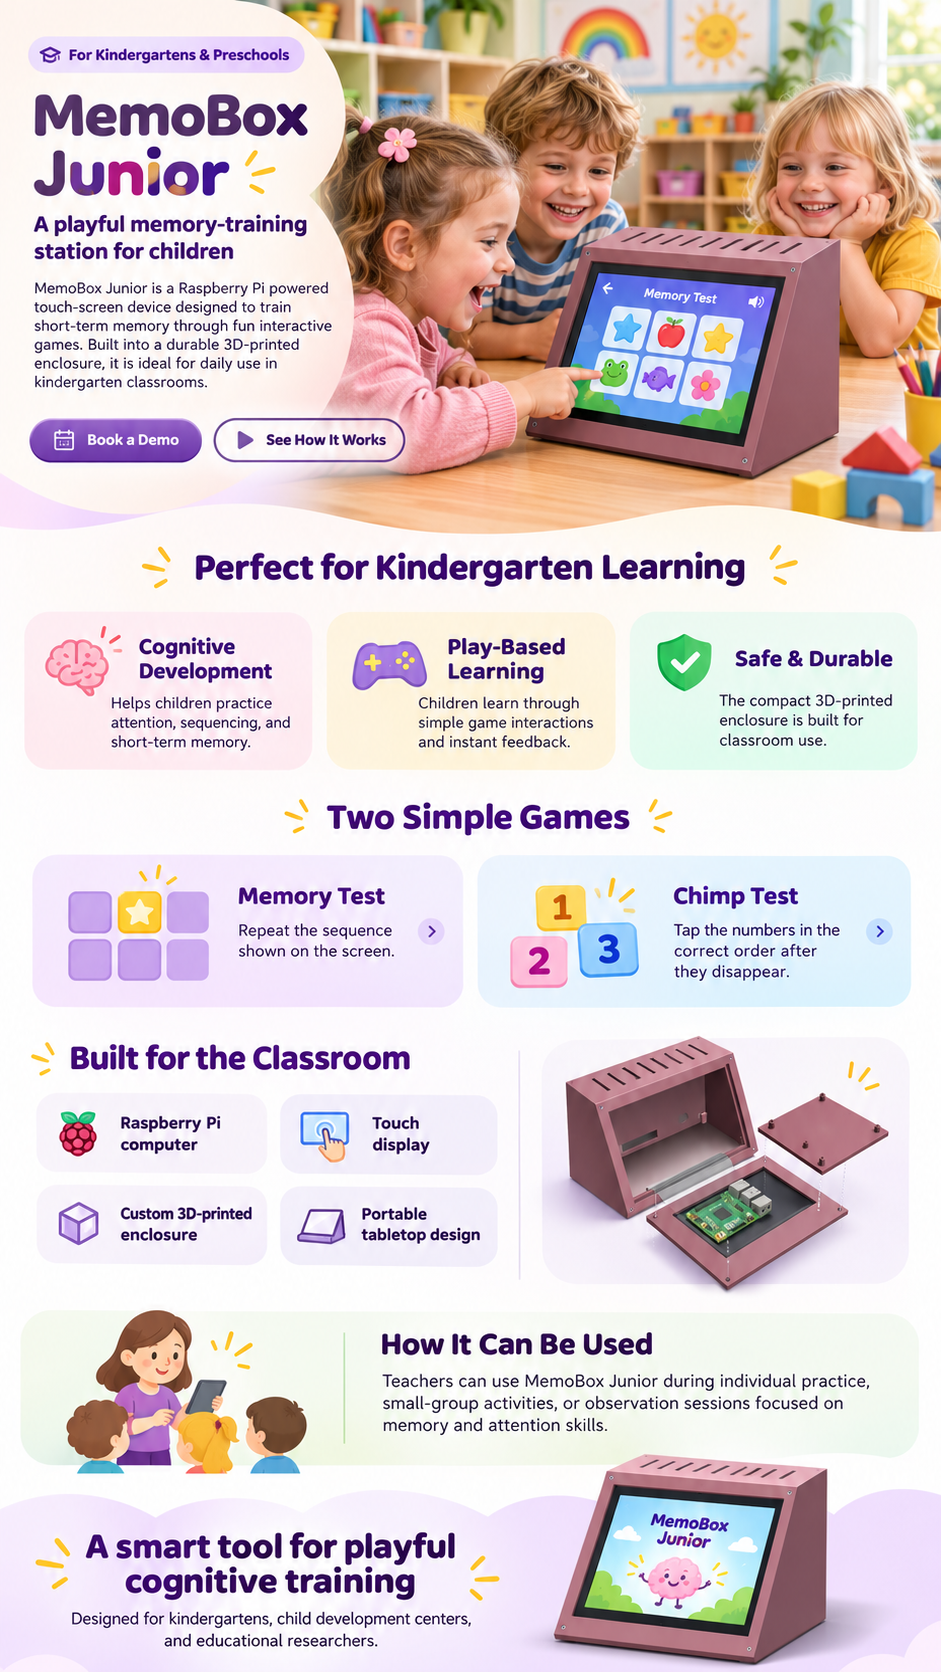 For Kindergartens & Preschools
MemoBox
Junior
A playful memory-training
station for children
MemoBox Junior is a Raspberry Pi powered
touch-screen device designed to train
short-term memory through fun interactive
games. Built into a durable 3D-printed
enclosure, it is ideal for daily use in
kindergarten classrooms.
Book a Demo
See How It Works
Memory Test
Perfect for Kindergarten Learning
Cognitive
Development
Helps children practice
attention, sequencing, and
short-term memory.
Play-Based
Learning
Children learn through
simple game interactions
and instant feedback.
Safe & Durable
The compact 3D-printed
enclosure is built for
classroom use.
Two Simple Games
Memory Test
Repeat the sequence
shown on the screen.
1
2
3
Chimp Test
Tap the numbers in the
correct order after
they disappear.
Built for the Classroom
Raspberry Pi
computer
Touch
display
Custom 3D-printed
enclosure
Portable
tabletop design
How It Can Be Used
Teachers can use MemoBox Junior during individual practice,
small-group activities, or observation sessions focused on
memory and attention skills.
A smart tool for playful
cognitive training
Designed for kindergartens, child development centers,
and educational researchers.
MemoBox
Junior